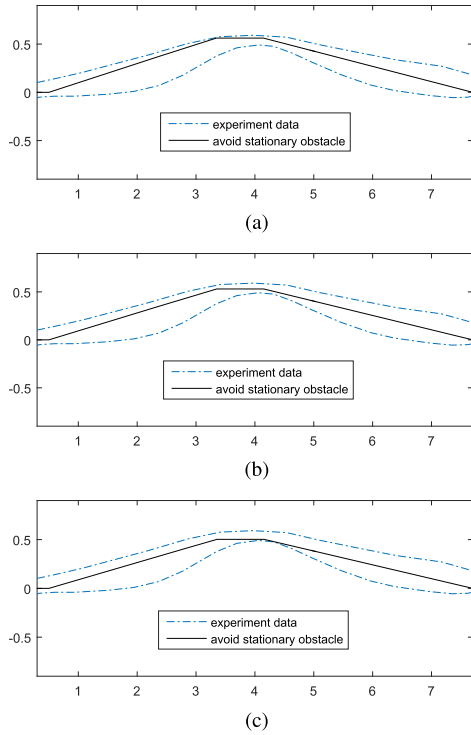 0.5
0
-0.5
experiment data
avoid stationary obstacle
1 2 3 4 5 6 7
(a)
0.5
0
-0.5
experiment data
avoid stationary obstacle
1 2 3 4 5 6 7
(b)
0.5
0
-0.5
experiment data
avoid stationary obstacle
1 2 3 4 5 6 7
(c)